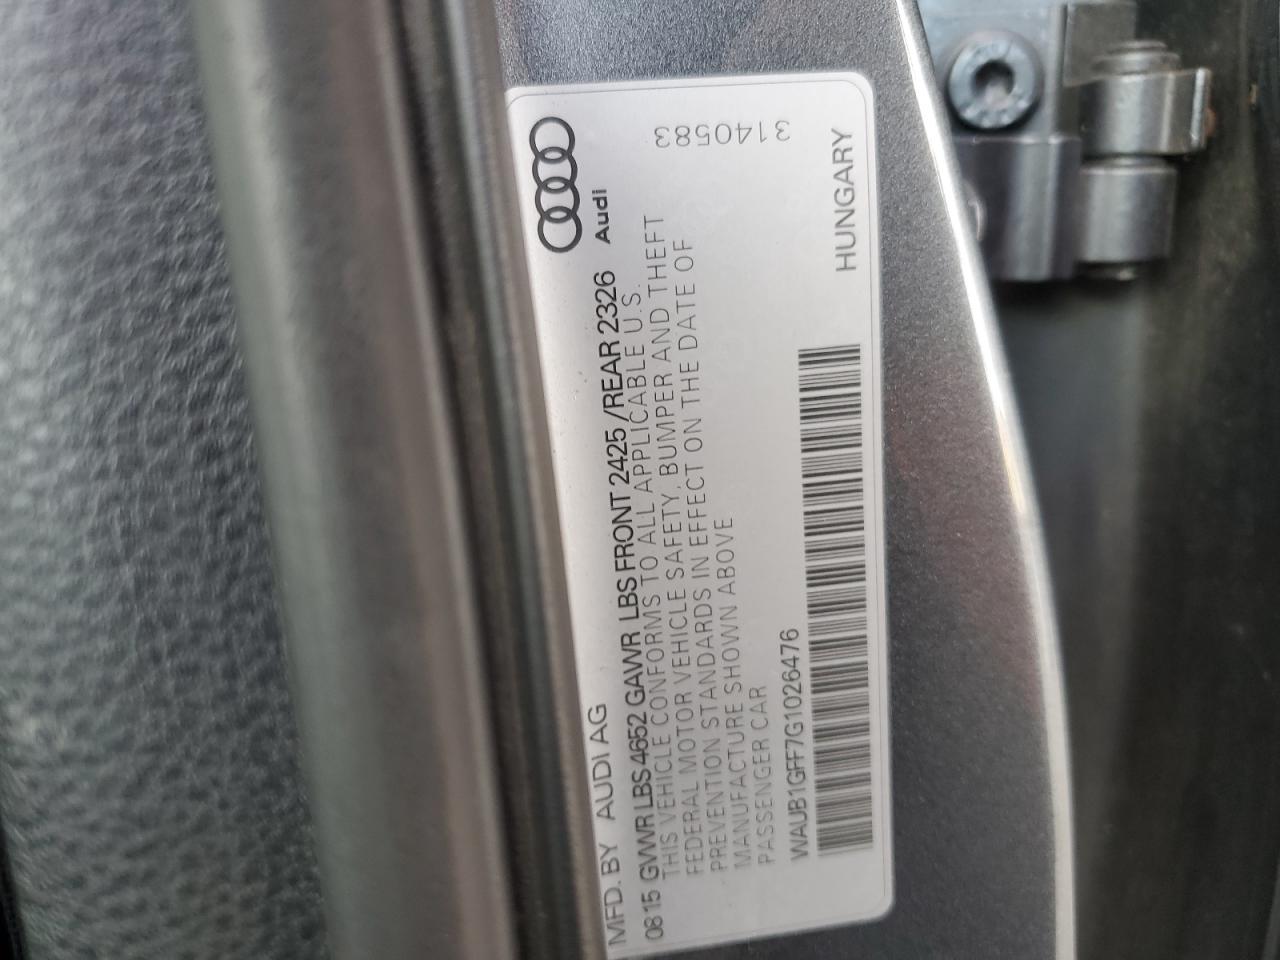 MFD. BY AUDI AG
0815 GVWR LBS 4652 GAWR LBS FRONT 2425 /REAR 2326
THIS VEHICLE CONFORMS TO ALL APPLICABLE U.S.
FEDERAL MOTOR VEHICLE SAFETY, BUMPER AND THEFT
PREVENTION STANDARDS IN EFFECT ON THE DATE OF
MANUFACTURE SHOWN ABOVE
PASSENGER CAR
WAUB1GFF7G1026476
Audi
3140583
HUNGARY